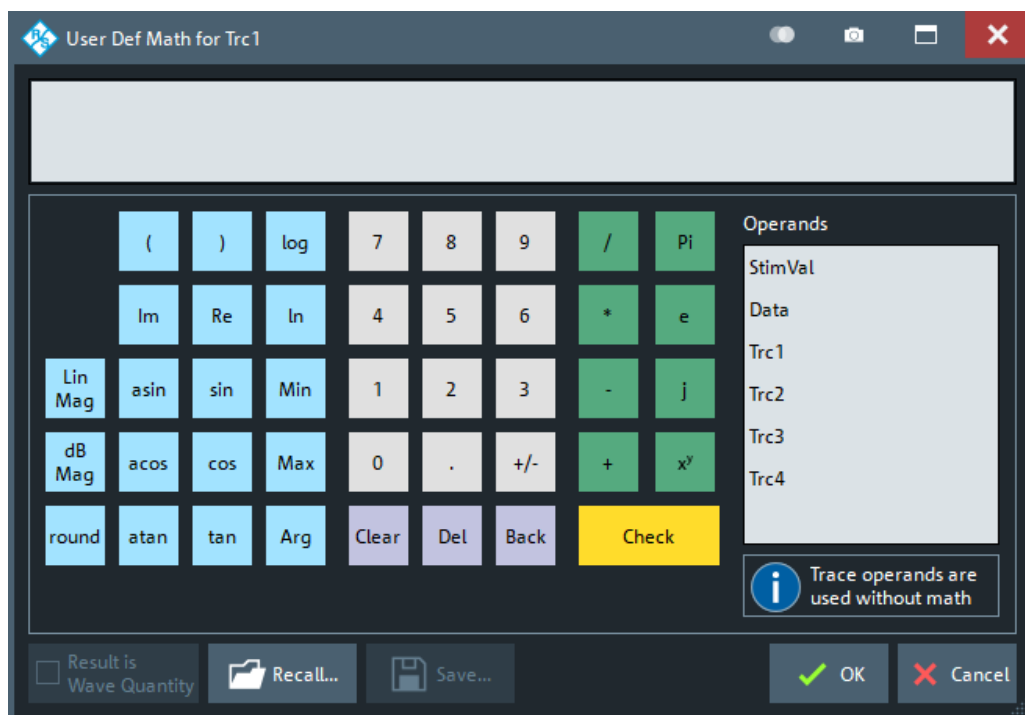 R&S User Def Math for Trc1
( ) log 7 8 9 / Pi
Operands
StimVal
Data
Trc1
Trc2
Trc3
Trc4
Im Re ln 4 5 6 * e
Lin Mag asin sin Min 1 2 3 - j
dB Mag acos cos Max 0 . +/- + xʸ
round atan tan Arg Clear Del Back Check
Trace operands are
used without math
Result is
Wave Quantity
Recall...
Save...
OK
Cancel